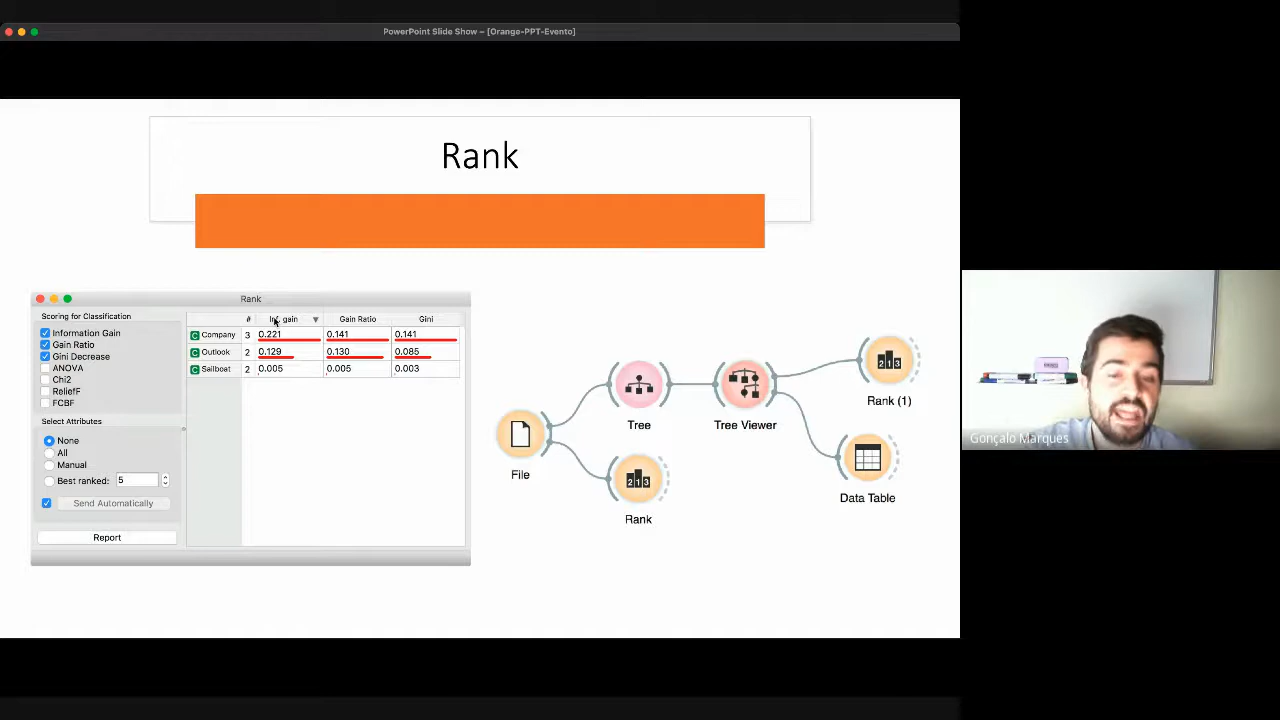 PowerPoint Slide Show – [Orange-PPT-Evento]
Rank
Rank
Scoring for Classification
Information Gain
Gain Ratio
Gini Decrease
ANOVA
Chi2
ReliefF
FCBF
Select Attributes
None
All
Manual
Best ranked: 5
Send Automatically
Report
# Inf. gain Gain Ratio Gini
C Company 3 0.221 0.141 0.141
C Outlook 2 0.129 0.130 0.085
C Sailboat 2 0.005 0.005 0.003
File
Tree
Tree Viewer
213
Rank (1)
Data Table
213
Rank
Gonçalo Marques